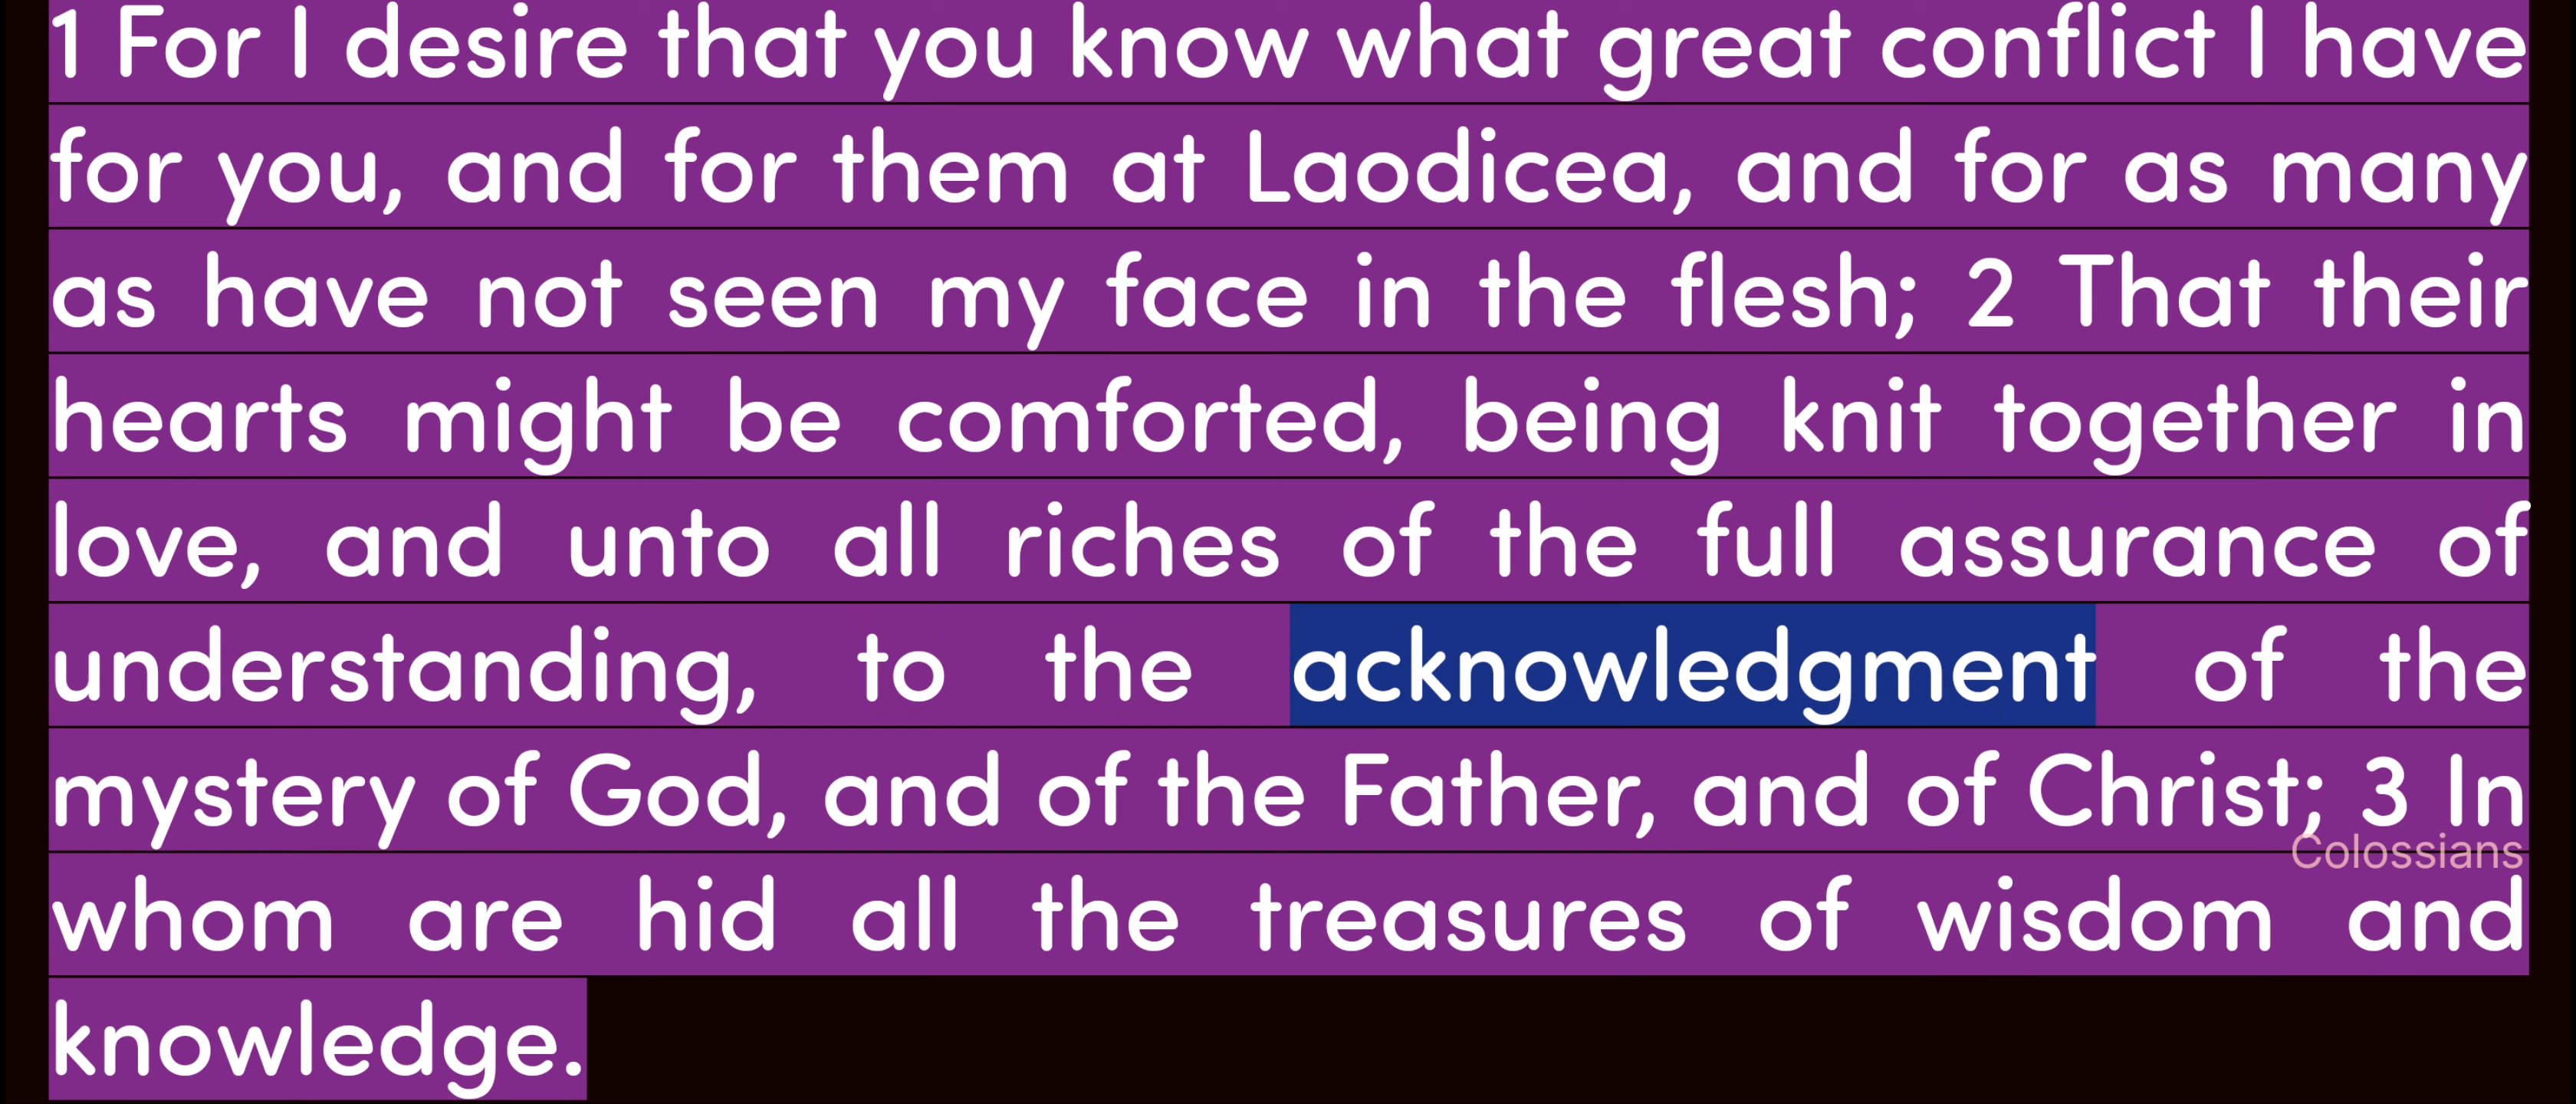 1 For I desire that you know what great conflict I have
for you, and for them at Laodicea, and for as many
as have not seen my face in the flesh; 2 That their
hearts might be comforted, being knit together in
love, and unto all riches of the full assurance of
understanding, to the acknowledgment of the
mystery of God, and of the Father, and of Christ; 3 In
Colossians
whom are hid all the treasures of wisdom and
knowledge.